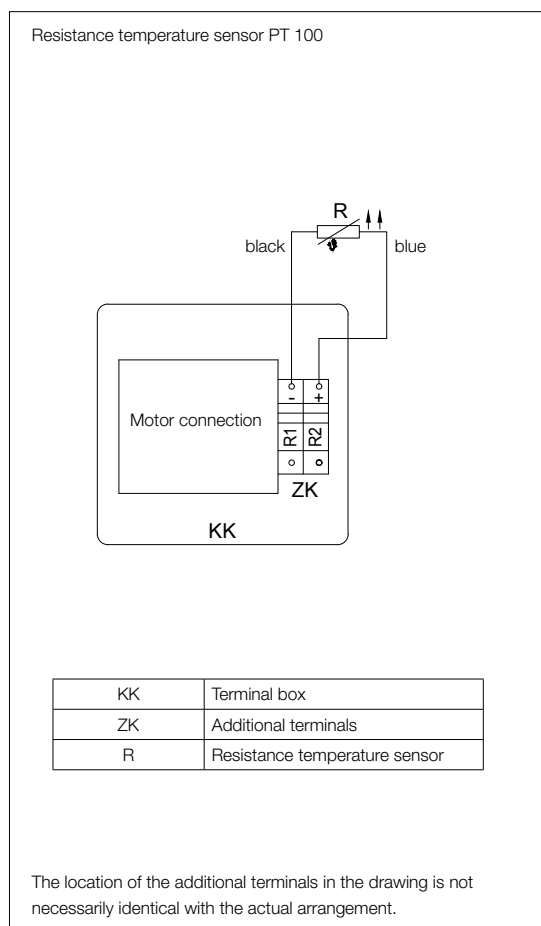 Resistance temperature sensor PT 100
R
black
blue
- +
Motor connection
R1 R2
ZK
KK
KK Terminal box
ZK Additional terminals
R Resistance temperature sensor
The location of the additional terminals in the drawing is not
necessarily identical with the actual arrangement.